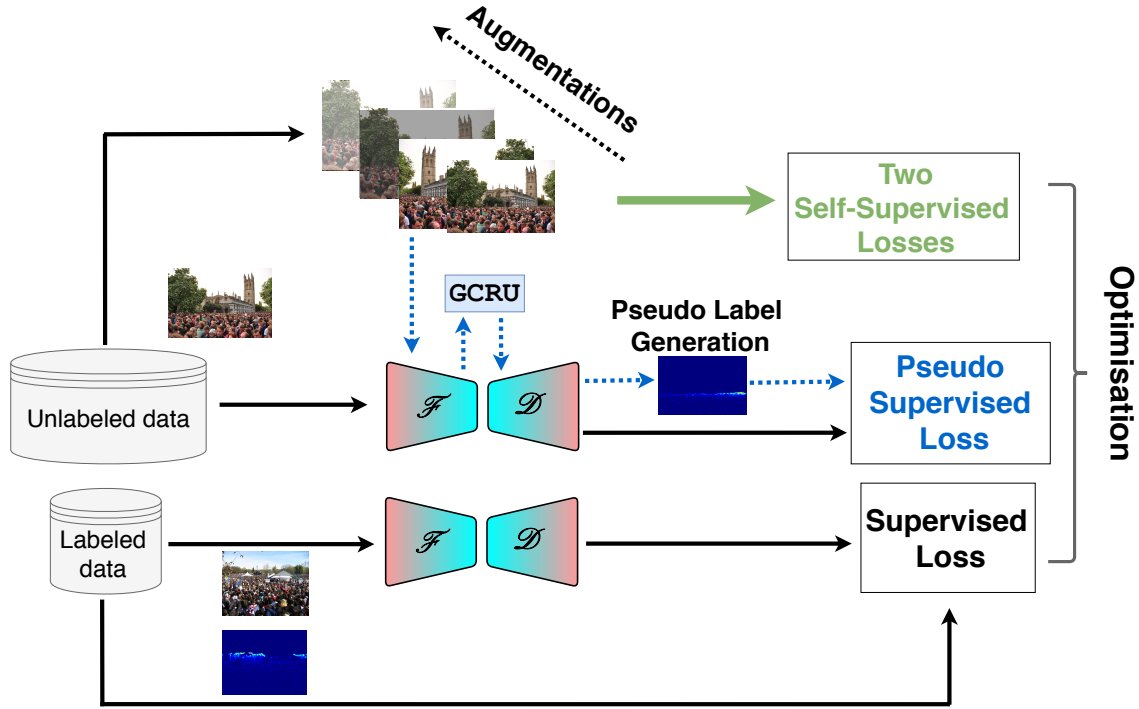 Augmentations
Two
Self-Supervised
Losses
GCRU
Pseudo Label
Generation
Unlabeled data
ℱ
𝒟
Pseudo
Supervised
Loss
Optimisation
Labeled
data
ℱ
𝒟
Supervised
Loss